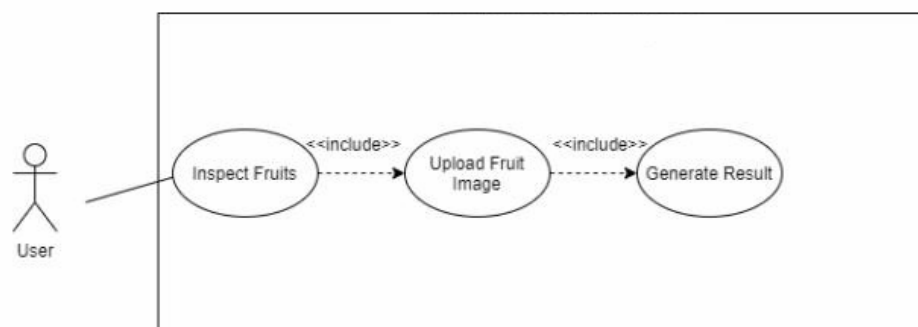 <<include>>
<<include>>
Inspect Fruits
Upload Fruit
Image
Generate Result
User